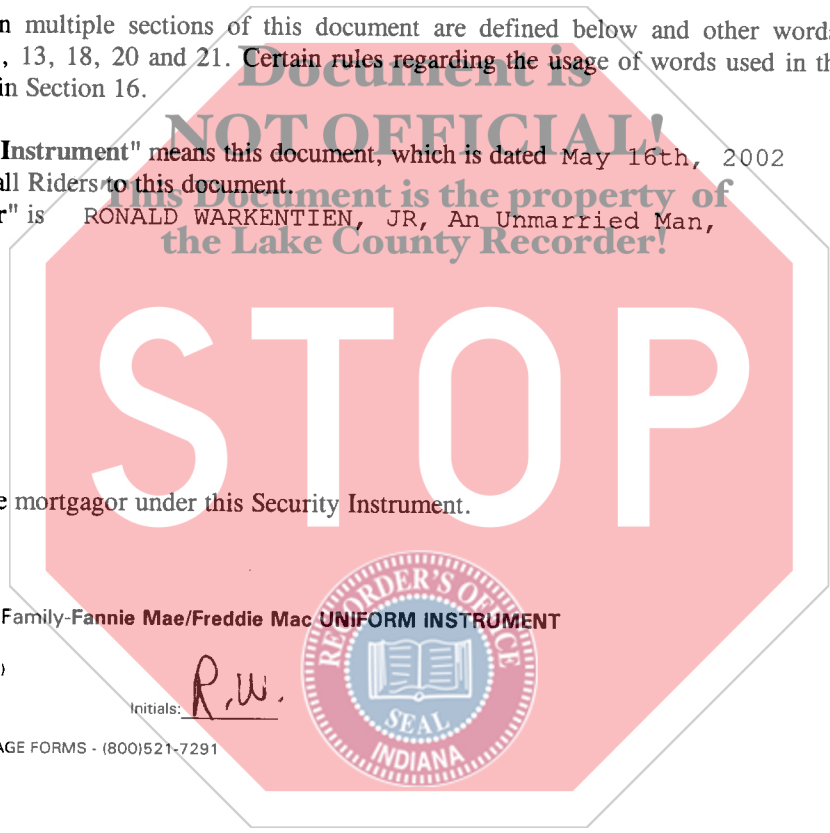 n multiple sections of this document are defined below and other words
, 13, 18, 20 and 21. Certain rules regarding the usage of words used in th
in Section 16.
Document is
NOT OFFICIAL!
Instrument" means this document, which is dated May 16th, 2002
all Riders to this document.
This Document is the property of
r" is RONALD WARKENTIEN, JR, An Unmarried Man,
the Lake County Recorder!
STOP
e mortgagor under this Security Instrument.
RECORDER'S OFFICE
Family-Fannie Mae/Freddie Mac UNIFORM INSTRUMENT
)
Initials: R.W.
SEAL
INDIANA
AGE FORMS - (800)521-7291